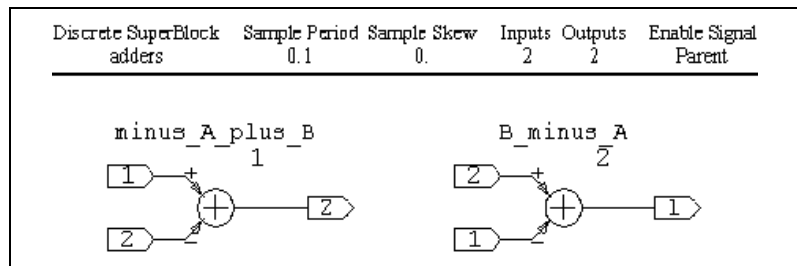 Discrete SuperBlock Sample Period Sample Skew Inputs Outputs Enable Signal
adders 0.1 0. 2 2 Parent
minus_A_plus_B B_minus_A
1 2
1 + 2 +
2 1
2 - 1 -